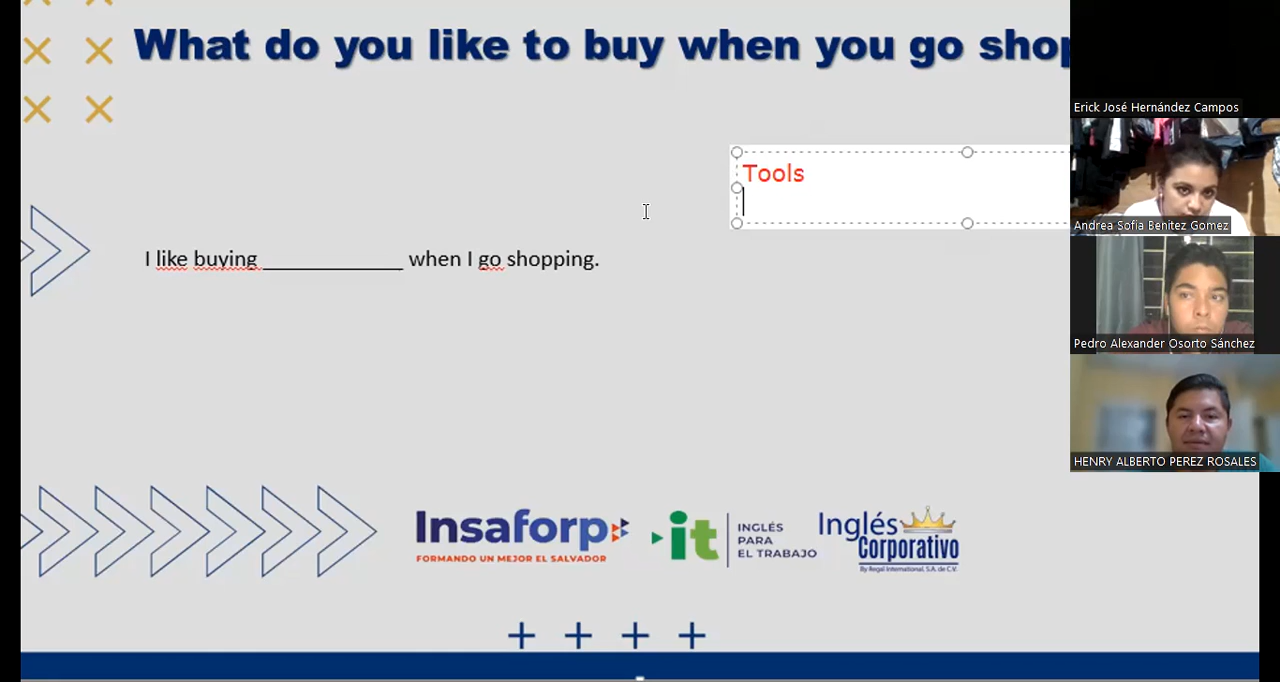 What do you like to buy when you go shop
Erick José Hernández Campos
Tools
Andrea Sofía Benitez Gomez
I like buying ____________ when I go shopping.
Pedro Alexander Osorto Sánchez
HENRY ALBERTO PEREZ ROSALES
Insaforp
FORMANDO UN MEJOR EL SALVADOR
it
INGLÉS
PARA
EL TRABAJO
Inglés
Corporativo
By Regal International, S.A. de C.V.